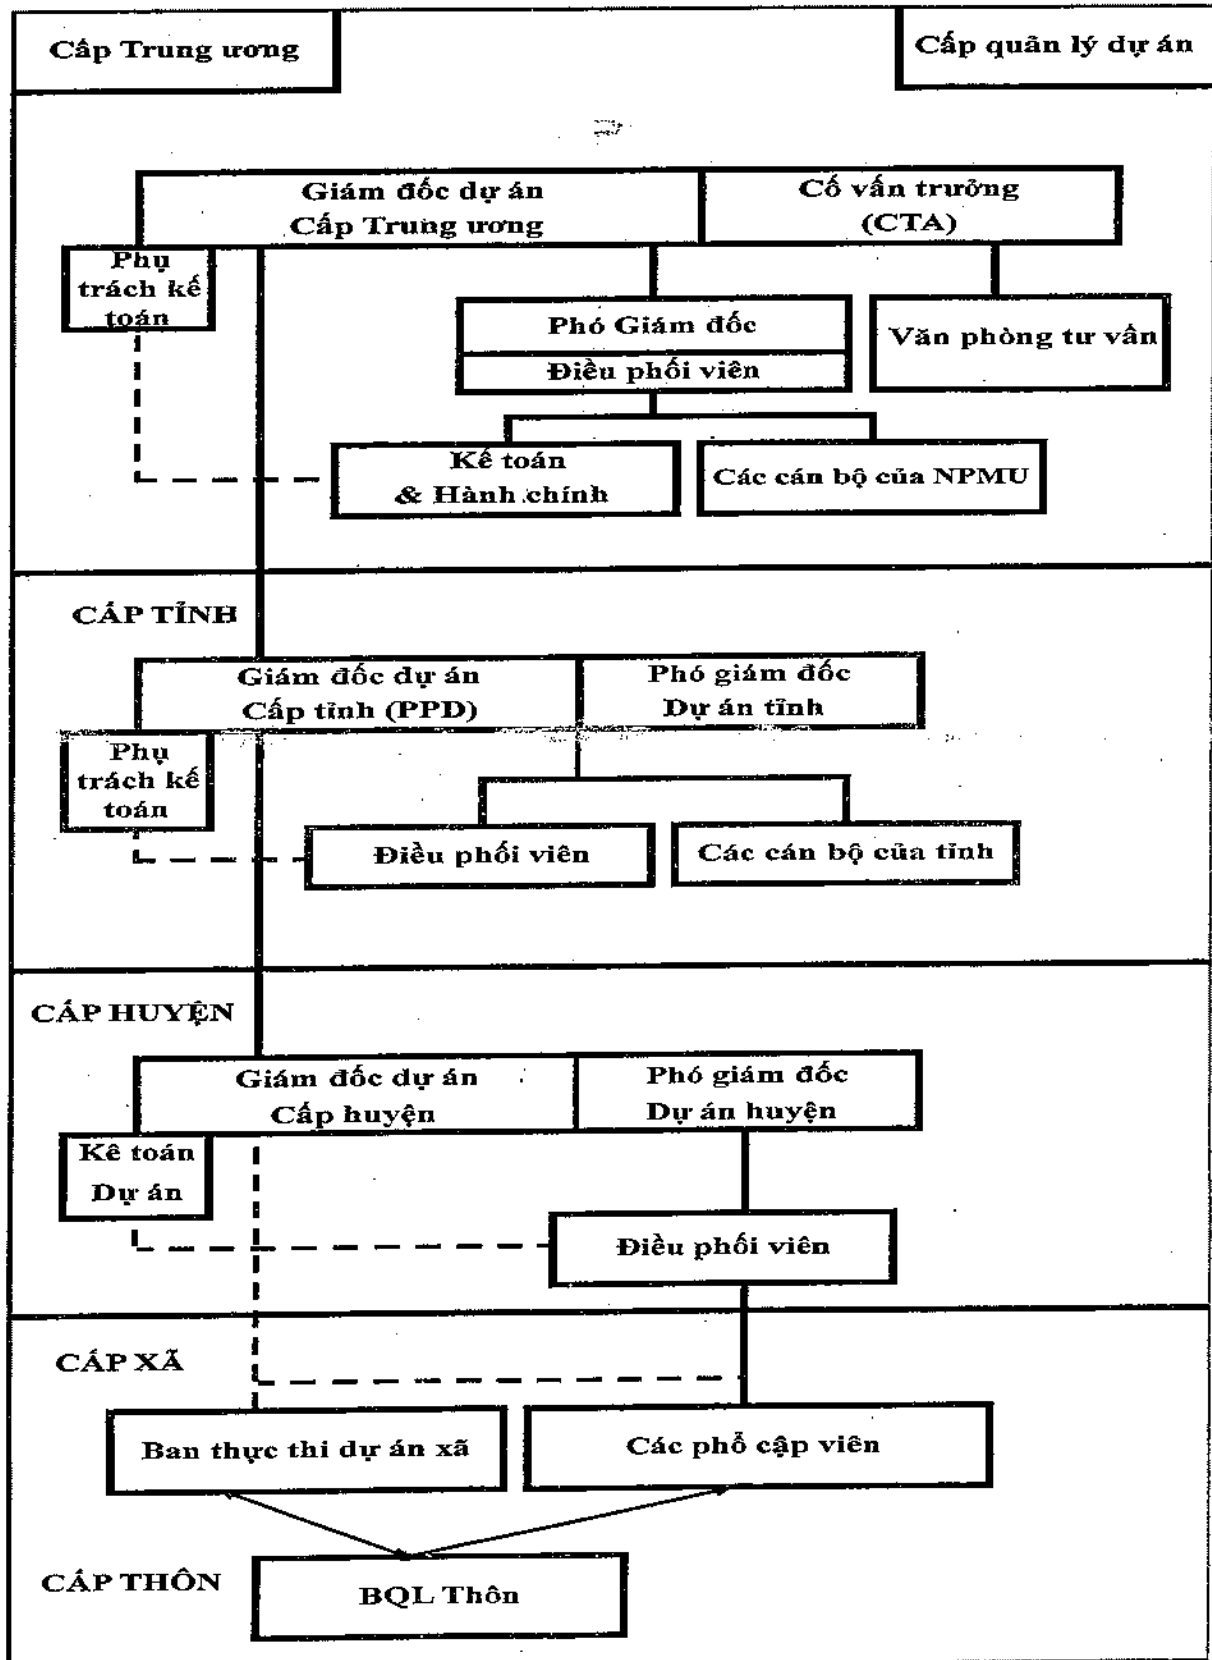 Cấp Trung ương
Cấp quản lý dự án
Giám đốc dự án
Cấp Trung ương
Cố vấn trưởng
(CTA)
Phụ
trách kế
toán
Phó Giám đốc
Điều phối viên
Văn phòng tư vấn
Kế toán
& Hành chính
Các cán bộ của NPMU
CẤP TỈNH
Giám đốc dự án
Cấp tỉnh (PPD)
Phó giám đốc
Dự án tỉnh
Phụ
trách kế
toán
Điều phối viên
Các cán bộ của tỉnh
CẤP HUYỆN
Giám đốc dự án
Cấp huyện
Phó giám đốc
Dự án huyện
Kê toán
Dự án
Điều phối viên
CẤP XÃ
Ban thực thi dự án xã
Các phổ cập viên
CẤP THÔN
BQL Thôn